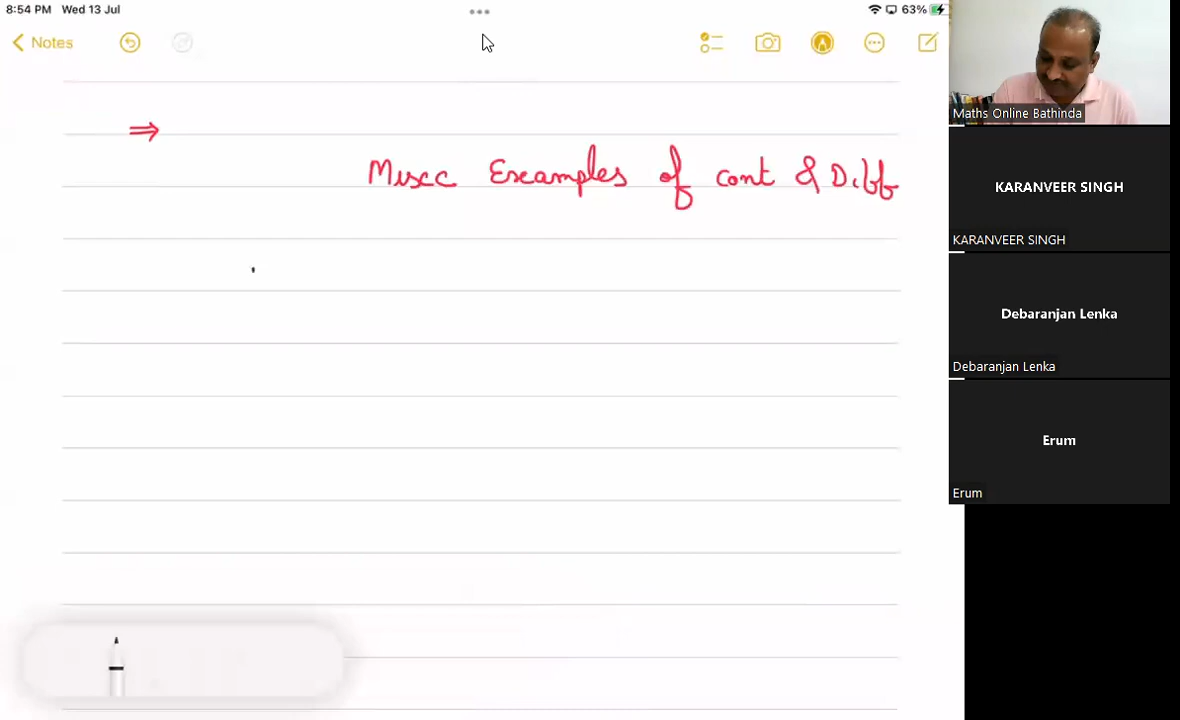 8:54 PM Wed 13 Jul
63%
Notes
⇒
Miscc Examples of cont & Diff
Maths Online Bathinda
KARANVEER SINGH
KARANVEER SINGH
Debaranjan Lenka
Debaranjan Lenka
Erum
Erum